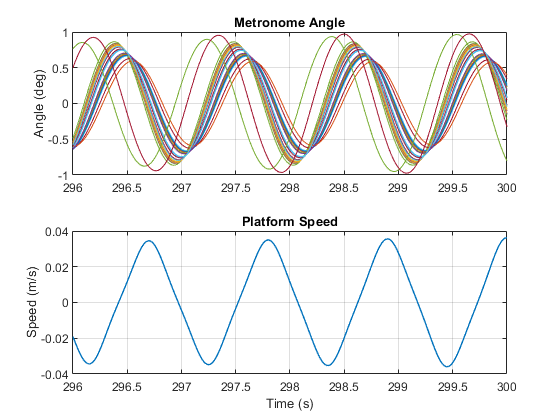 Metronome Angle
Angle (deg)
1
0.5
0
-0.5
-1
296 296.5 297 297.5 298 298.5 299 299.5 300
Platform Speed
Speed (m/s)
0.04
0.02
0
-0.02
-0.04
296 296.5 297 297.5 298 298.5 299 299.5 300
Time (s)